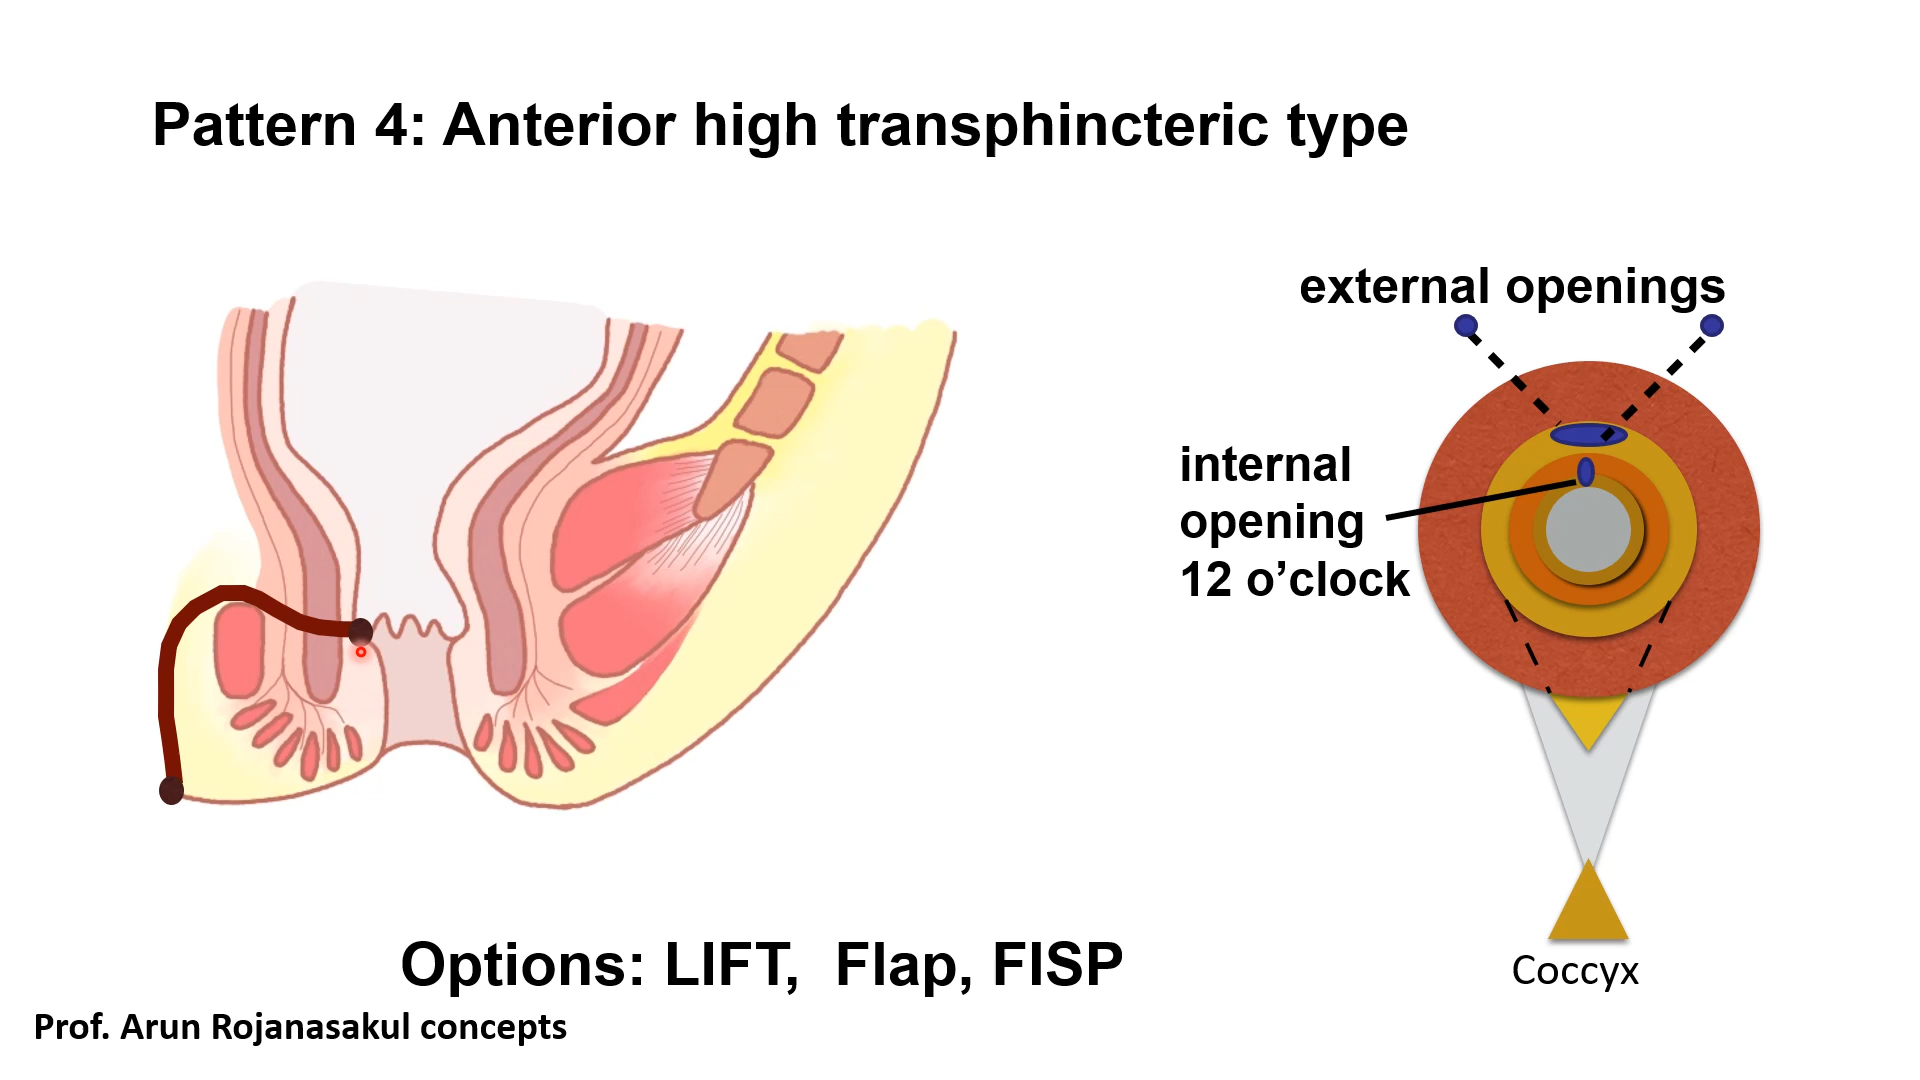 Pattern 4: Anterior high transphincteric type
external openings
internal
opening
12 o’clock
Options: LIFT,  Flap, FISP
Coccyx
Prof. Arun Rojanasakul concepts